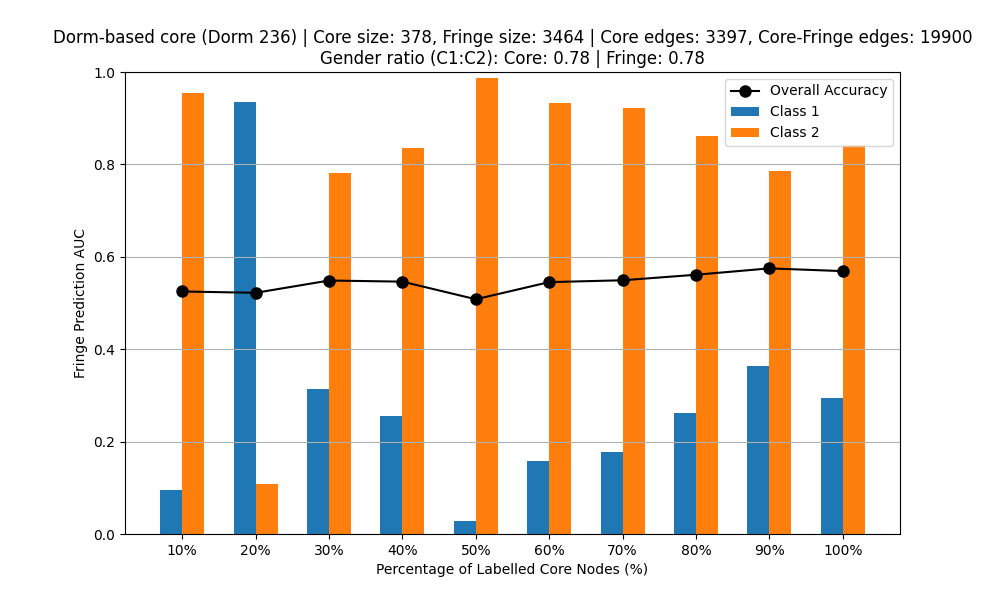 Dorm-based core (Dorm 236) | Core size: 378, Fringe size: 3464 | Core edges: 3397, Core-Fringe edges: 19900
Gender ratio (C1:C2): Core: 0.78 | Fringe: 0.78
Overall Accuracy
Class 1
Class 2
Fringe Prediction AUC
1.0
0.8
0.6
0.4
0.2
0.0
10% 20% 30% 40% 50% 60% 70% 80% 90% 100%
Percentage of Labelled Core Nodes (%)